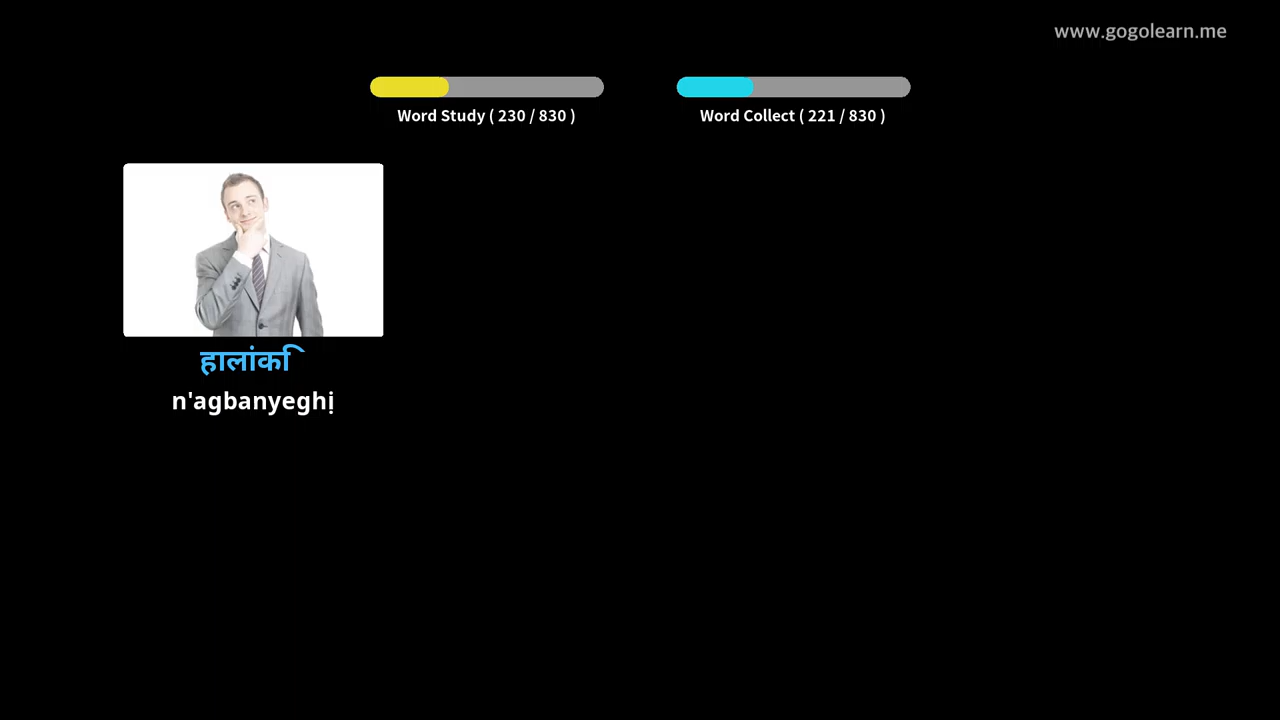 www.gogolearn.me
Word Study ( 230 / 830 )
Word Collect ( 221 / 830 )
हालांकि
n'agbanyeghị